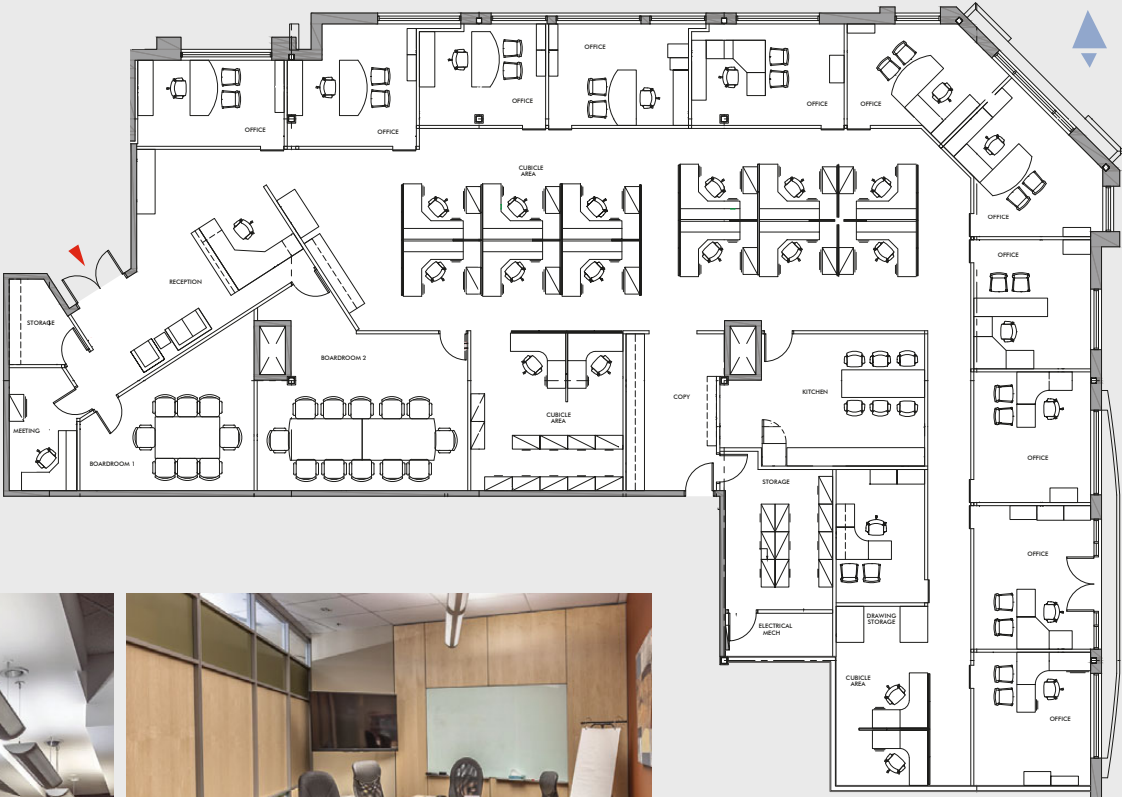 OFFICE
OFFICE
OFFICE
OFFICE
OFFICE
OFFICE
CUBICLE
AREA
OFFICE
OFFICE
RECEPTION
STORAGE
BOARDROOM 2
KITCHEN
COPY
CUBICLE
AREA
MEETING
BOARDROOM 1
OFFICE
STORAGE
OFFICE
DRAWING
STORAGE
ELECTRICAL
MECH
CUBICLE
AREA
OFFICE